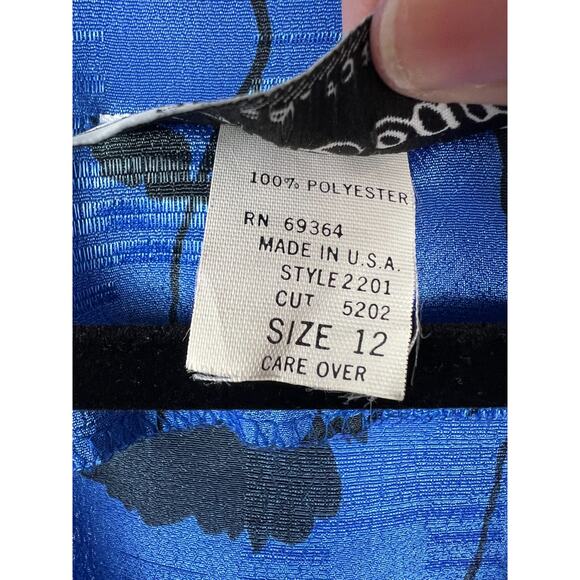 100% POLYESTER
RN 69364
MADE IN U.S.A.
STYLE 2201
CUT 5202
SIZE 12
CARE OVER